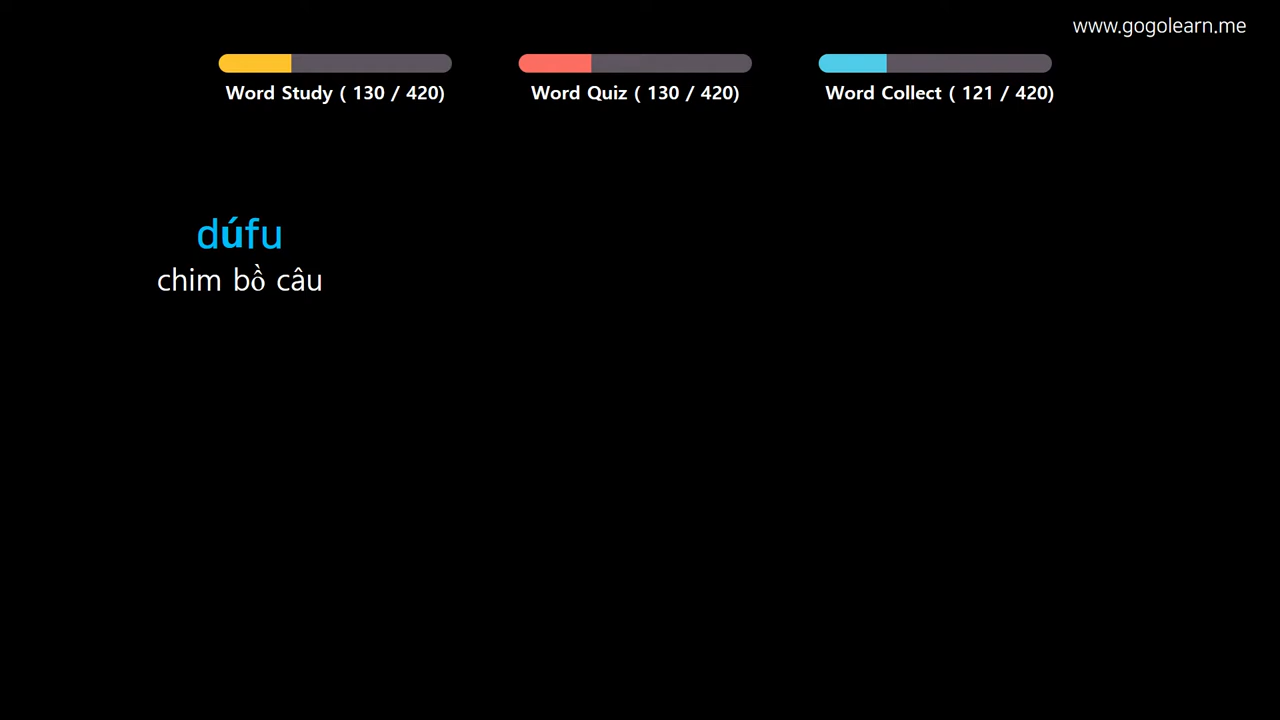 www.gogolearn.me
Word Study ( 130 / 420)
Word Quiz ( 130 / 420)
Word Collect ( 121 / 420)
dúfu
chim bồ câu